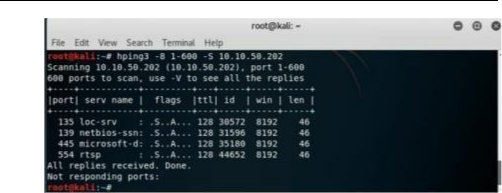 root@kali: ~
File Edit View Search Terminal Help
root@kali:~# hping3 -8 1-600 -S 10.10.50.202
Scanning 10.10.50.202 (10.10.50.202), port 1-600
600 ports to scan, use -V to see all the replies
+----+-----------+---------+---+-----+-----+-----+
|port| serv name |  flags  |ttl| id  | win | len |
+----+-----------+---------+---+-----+-----+-----+
135 loc-srv : .S..A... 128 30572 8192 46
139 netbios-ssn: .S..A... 128 31596 8192 46
445 microsoft-d: .S..A... 128 35180 8192 46
554 rtsp : .S..A... 128 44652 8192 46
All replies received. Done.
Not responding ports:
root@kali:~#